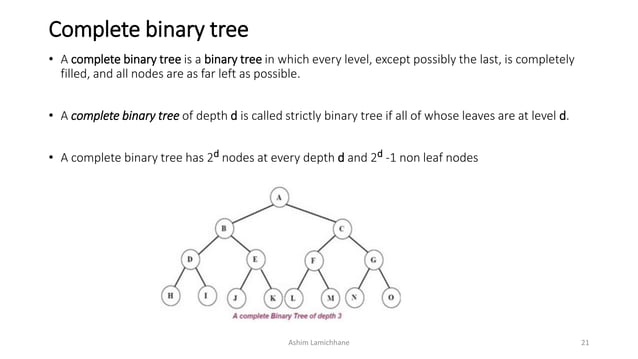 Complete binary tree
• A complete binary tree is a binary tree in which every level, except possibly the last, is completely
filled, and all nodes are as far left as possible.
• A complete binary tree of depth d is called strictly binary tree if all of whose leaves are at level d.
• A complete binary tree has 2^d nodes at every depth d and 2^d -1 non leaf nodes
A
B C
D E F G
H I J K L M N O
A complete Binary Tree of depth 3
Ashim Lamichhane 21